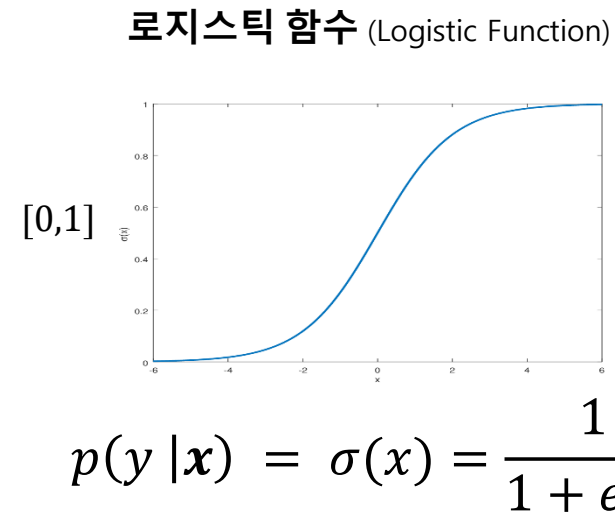 로지스틱 함수 (Logistic Function)
1
0.8
0.6
[0,1]
σ(x)
0.4
0.2
0
-6 -4 -2 0 2 4 6
x
p(y |x) = σ(x) = 1 / 1 + e